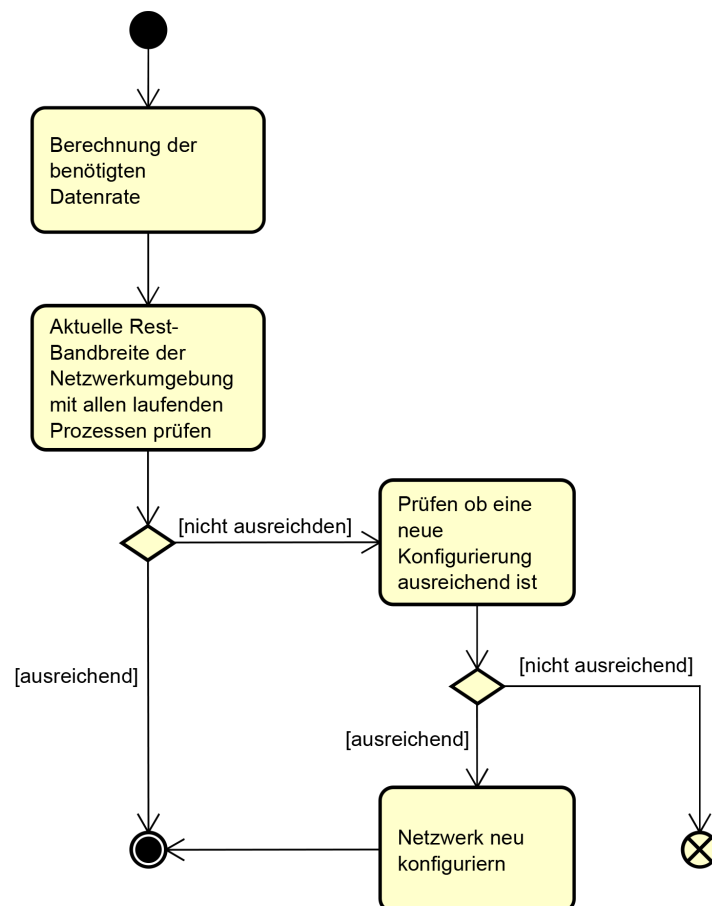 Berechnung der
benötigten
Datenrate
Aktuelle Rest-
Bandbreite der
Netzwerkumgebung
mit allen laufenden
Prozessen prüfen
[nicht ausreichden]
Prüfen ob eine
neue
Konfigurierung
ausreichend ist
[nicht ausreichend]
[ausreichend]
[ausreichend]
Netzwerk neu
konfiguriern